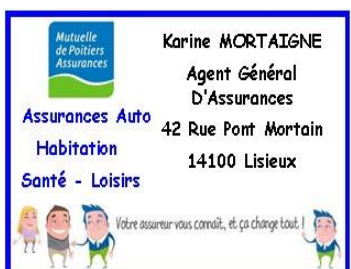 Mutuelle
de Poitiers
Assurances
Assurances Auto
Habitation
Santé - Loisirs
Karine MORTAIGNE
Agent Général
D'Assurances
42 Rue Pont Mortain
14100 Lisieux
Votre assureur vous connaît, et ça change tout !